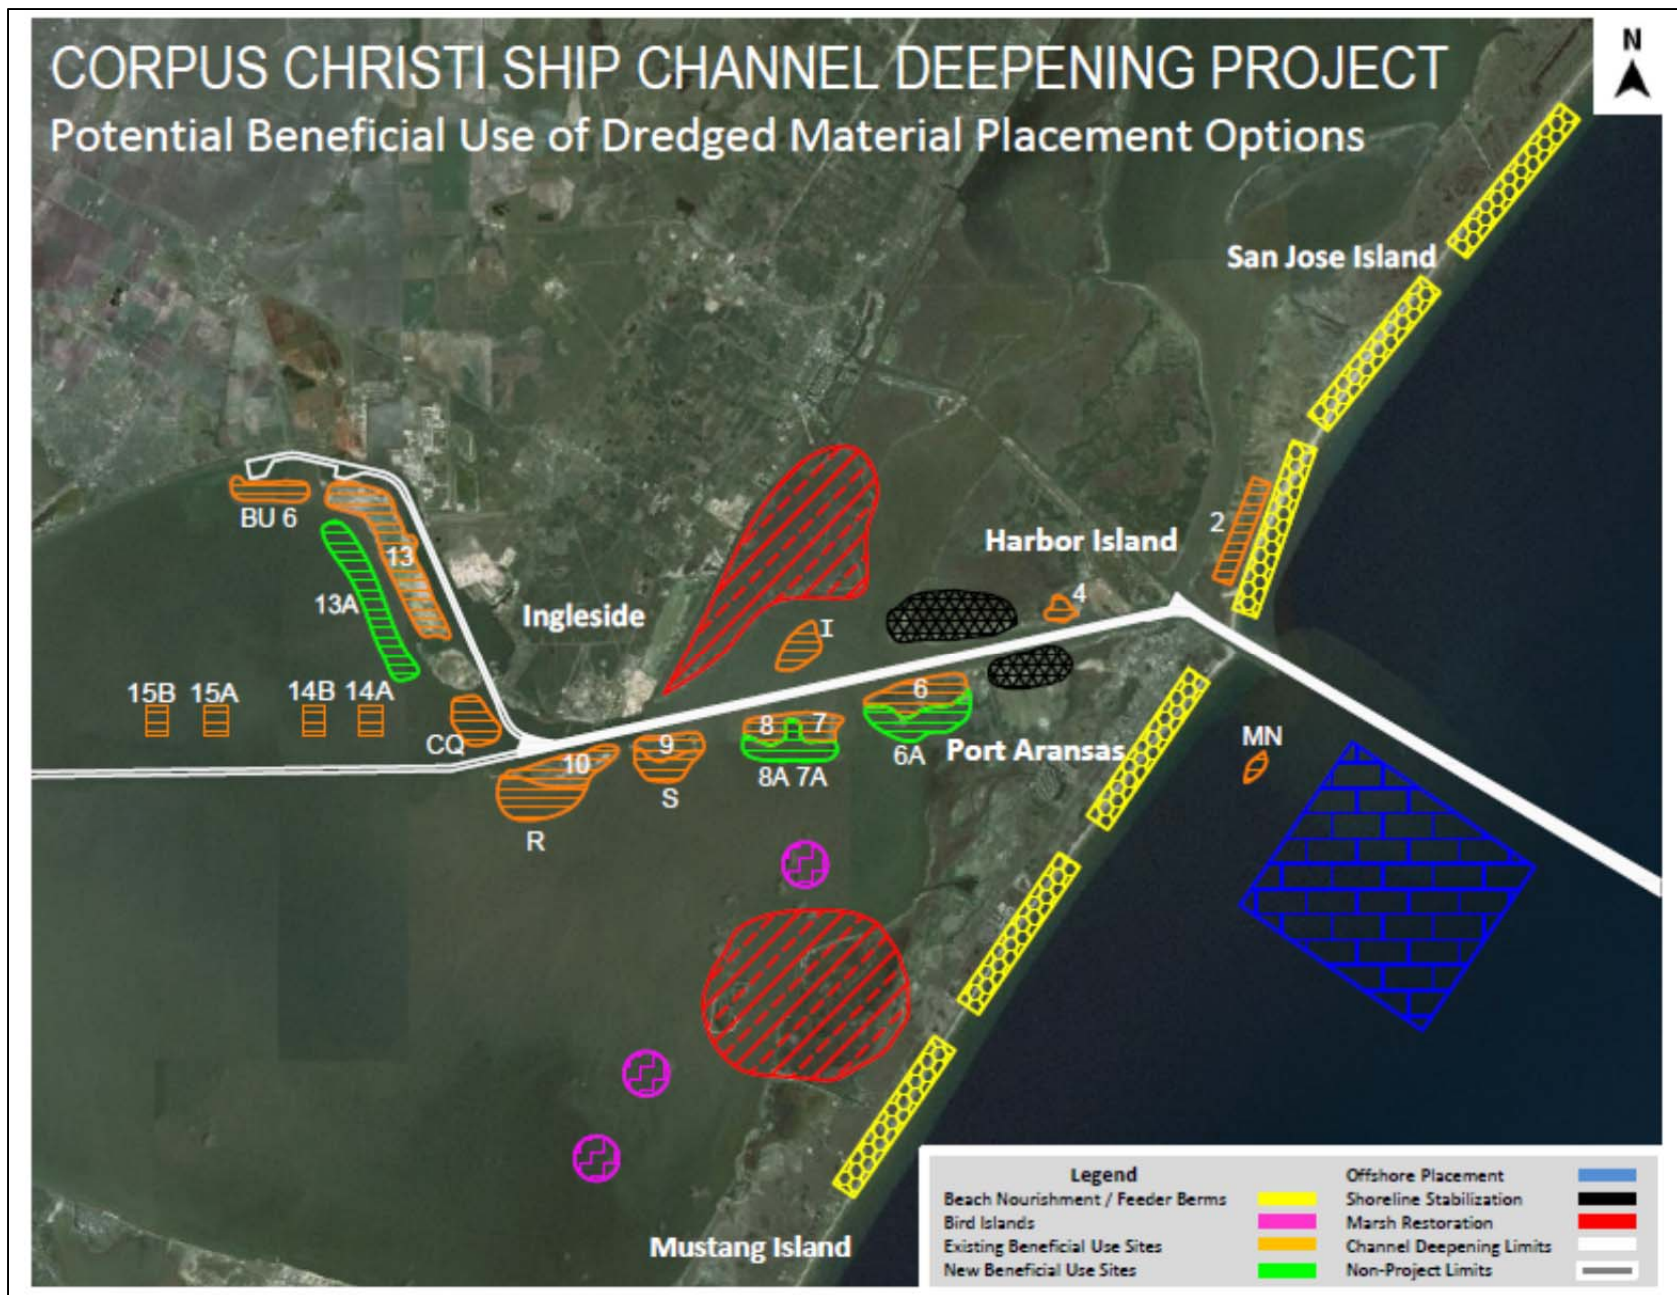 CORPUS CHRISTI SHIP CHANNEL DEEPENING PROJECT
Potential Beneficial Use of Dredged Material Placement Options
N
San Jose Island
BU 6
13
13A
Ingleside
Harbor Island
2
4
I
15B 15A 14B 14A
CQ
10
9
8
7
6
R
S
8A 7A
6A
Port Aransas
MN
Mustang Island
Legend
Beach Nourishment / Feeder Berms
Bird Islands
Existing Beneficial Use Sites
New Beneficial Use Sites
Offshore Placement
Shoreline Stabilization
Marsh Restoration
Channel Deepening Limits
Non-Project Limits